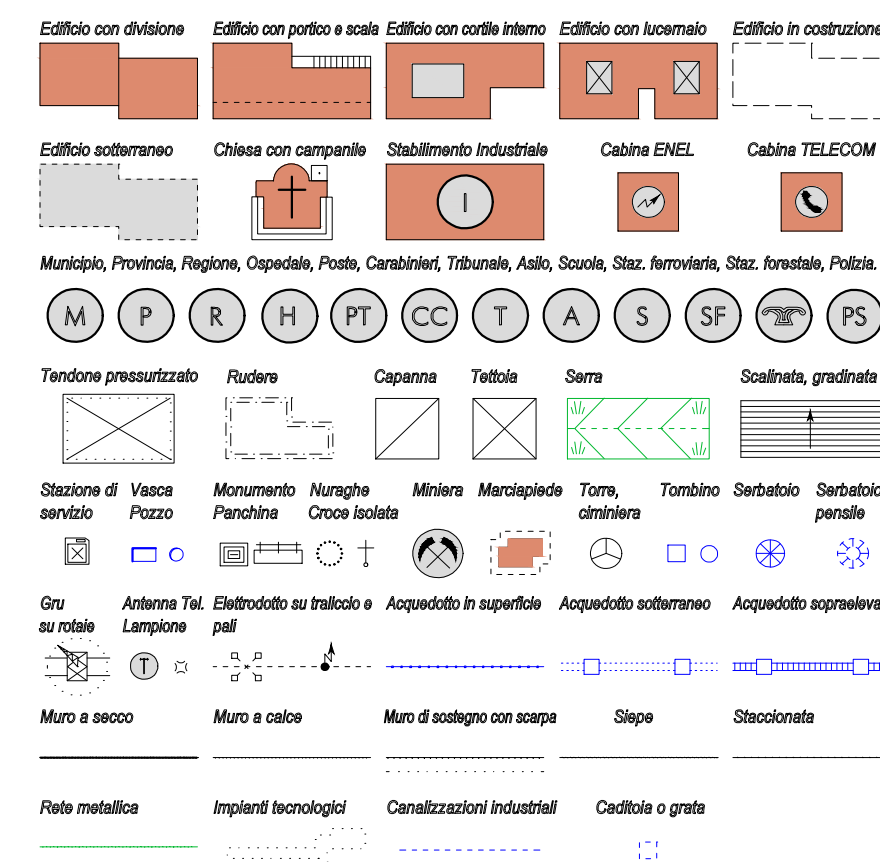 Edificio con divisione Edificio con portico e scala Edificio con cortile interno Edificio con lucernaio Edificio in costruzione
Edificio sotterraneo Chiesa con campanile Stabilimento Industriale Cabina ENEL Cabina TELECOM
I
Municipio, Provincia, Regione, Ospedale, Poste, Carabinieri, Tribunale, Asilo, Scuola, Staz. ferroviaria, Staz. forestale, Polizia.
M P R H PT CC T A S SF PS
Tendone pressurizzato Rudere Capanna Tettoia Serra Scalinata, gradinata
Stazione di Vasca Monumento Nuraghe Miniera Marciapiede Torre, Tombino Serbatoio Serbatoio
servizio Pozzo Panchina Croce isolata ciminiera pensile
Gru Antenna Tel. Elettrodotto su traliccio e Acquedotto in superficie Acquedotto sotterraneo Acquedotto sopraeleva
su rotaie Lampione pali
T
Muro a secco Muro a calce Muro di sostegno con scarpa Siepe Staccionata
Rete metallica Impianti tecnologici Canalizzazioni industriali Caditoia o grata